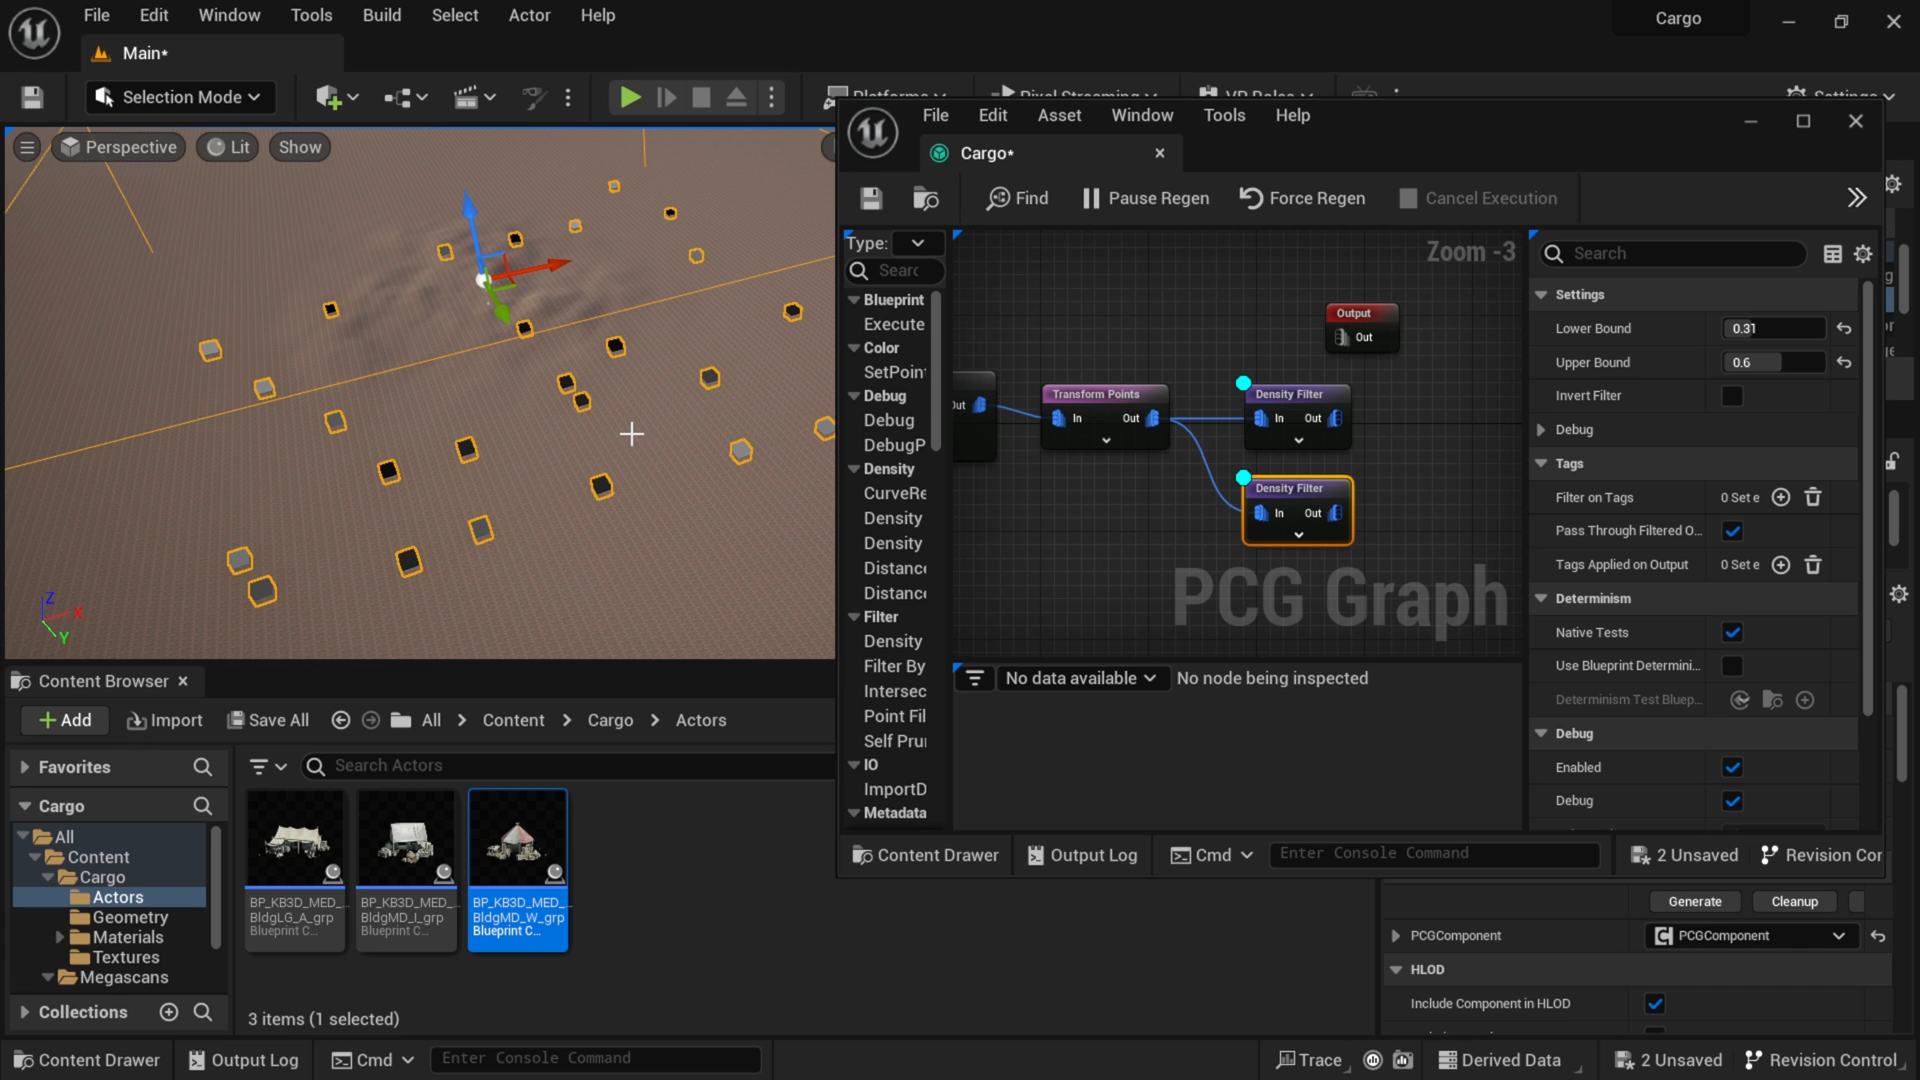 File Edit Window Tools Build Select Actor Help
Cargo
Main*
Selection Mode
Platforms
Pixel Streaming
VR Roles
Settings
Perspective
Lit
Show
File Edit Asset Window Tools Help
Cargo*
Find
Pause Regen
Force Regen
Cancel Execution
Type:
Searc
Blueprint
Execute
Color
SetPoin
Debug
Debug
DebugP
Density
CurveRe
Density
Density
Distance
Distance
Filter
Density
Filter By
Intersec
Point Fil
Self Prui
IO
ImportD
Metadata
Zoom -3
Output
Out
Out
Transform Points
In Out
Density Filter
In Out
Density Filter
In Out
PCG Graph
No data available
No node being inspected
Search
Settings
Lower Bound 0.31
Upper Bound 0.6
Invert Filter
Debug
Tags
Filter on Tags 0 Set e
Pass Through Filtered O...
Tags Applied on Output 0 Set e
Determinism
Native Tests
Use Blueprint Determini...
Determinism Test Bluep...
Debug
Enabled
Debug
Content Drawer
Output Log
Cmd
Enter Console Command
2 Unsaved
Revision Cor
Z
X
Y
Content Browser
Add
Import
Save All
All
Content
Cargo
Actors
Favorites
Search Actors
Cargo
All
Content
Cargo
Actors
Geometry
Materials
Textures
Megascans
Collections
BP_KB3D_MED_
BldgLG_A_grp
Blueprint C...
BP_KB3D_MED_
BldgMD_I_grp
Blueprint C...
BP_KB3D_MED_
BldgMD_W_grp
Blueprint C...
3 items (1 selected)
Generate
Cleanup
PCGComponent
PCGComponent
HLOD
Include Component in HLOD
Content Drawer
Output Log
Cmd
Enter Console Command
Trace
Derived Data
2 Unsaved
Revision Control